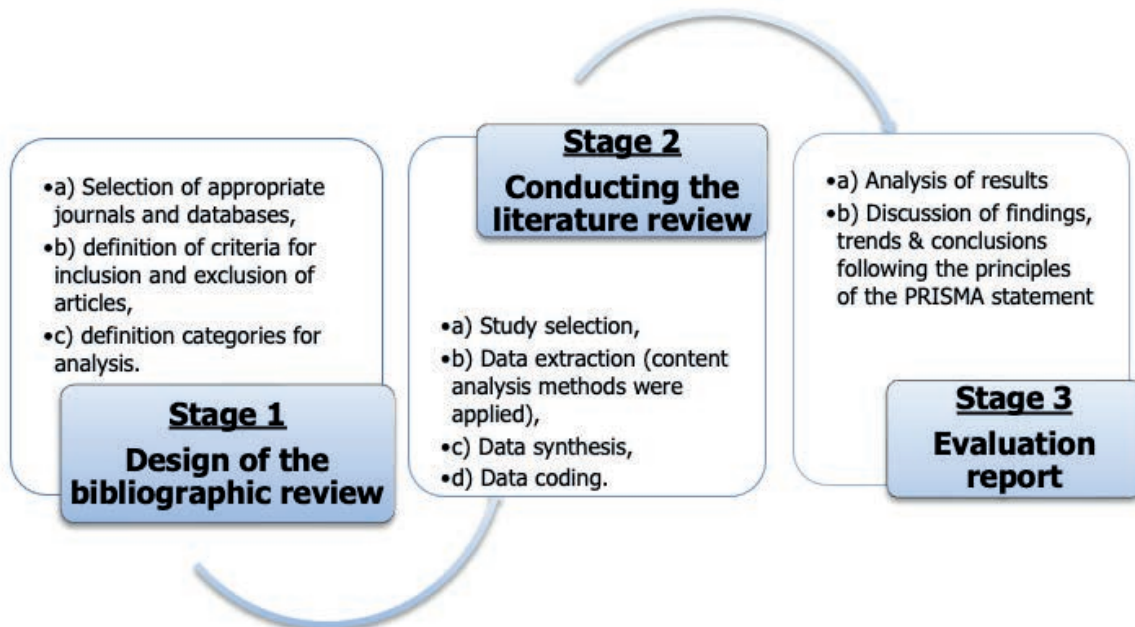 •a) Selection of appropriate
journals and databases,
•b) definition of criteria for
inclusion and exclusion of
articles,
•c) definition categories for
analysis.
Stage 1
Design of the
bibliographic review
Stage 2
Conducting the
literature review
•a) Study selection,
•b) Data extraction (content
analysis methods were
applied),
•c) Data synthesis,
•d) Data coding.
•a) Analysis of results
•b) Discussion of findings,
trends & conclusions
following the principles
of the PRISMA statement
Stage 3
Evaluation
report